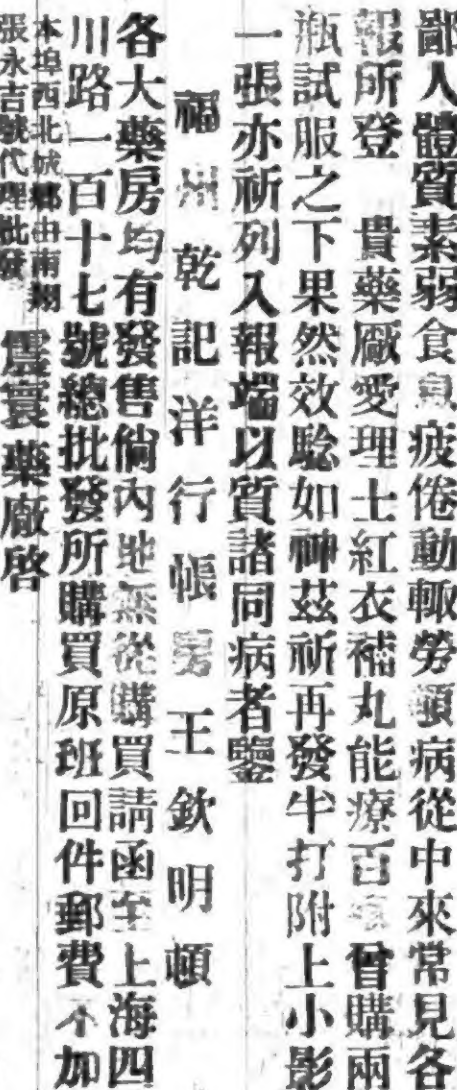 鄙人體質素弱食疲倦動輒勞頓病從中來常見各
報所登　貴藥厰愛理士紅衣補丸能療百曾購兩
瓶試服之下果然效騐如神茲祈再發半打附上小影
一張亦祈列入報端以質諸同病者鑒
福州乾記洋行帳房王欽明頓
各大藥房均有發售倘內地無從購買請函至上海四
川路一百十七號總批發所購買原班回件郵費不加
本埠西北城鄉由南翔
張永吉號代理批發
震寰藥廠啓